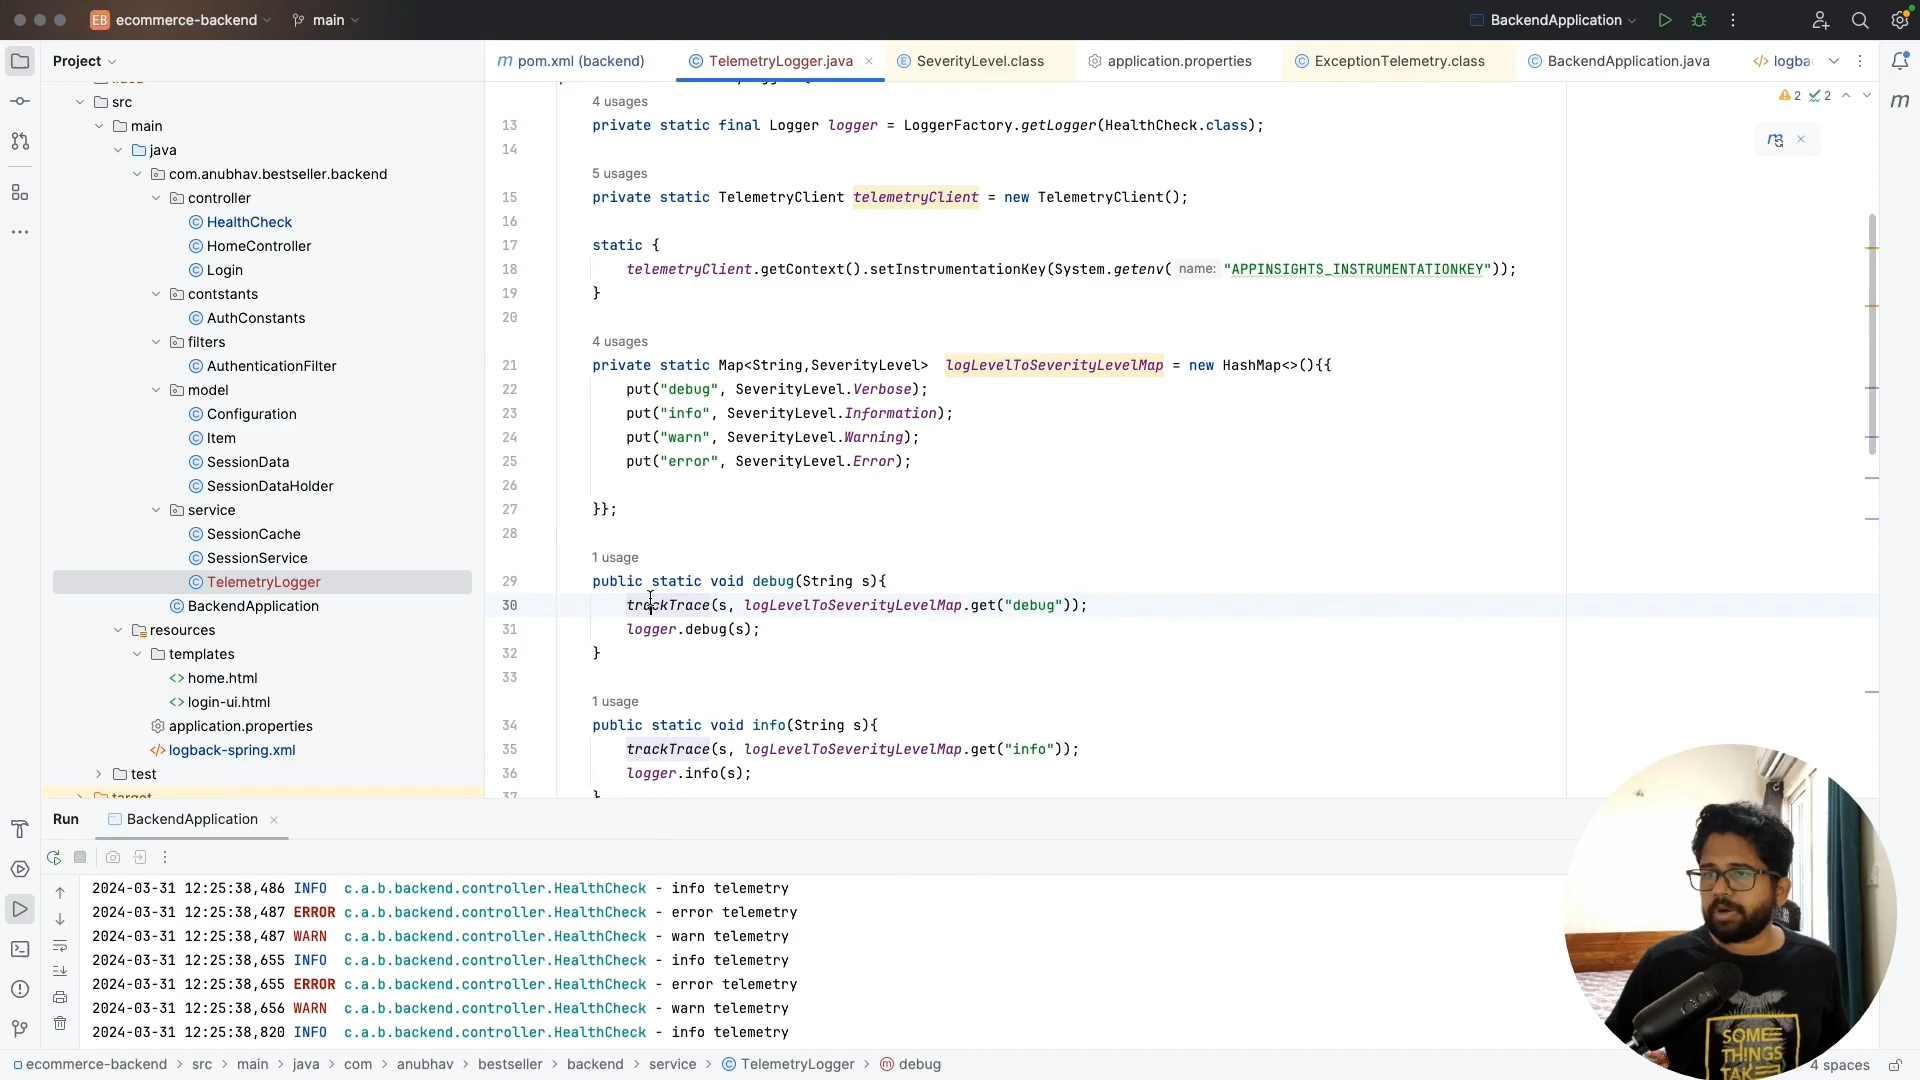 EB ecommerce-backend main BackendApplication
Project
pom.xml (backend) TelemetryLogger.java SeverityLevel.class application.properties ExceptionTelemetry.class BackendApplication.java logba
src
main
java
com.anubhav.bestseller.backend
controller
HealthCheck
HomeController
Login
contstants
AuthConstants
filters
AuthenticationFilter
model
Configuration
Item
SessionData
SessionDataHolder
service
SessionCache
SessionService
TelemetryLogger
BackendApplication
resources
templates
home.html
login-ui.html
application.properties
logback-spring.xml
test
2 2
4 usages
13 private static final Logger logger = LoggerFactory.getLogger(HealthCheck.class);
14
5 usages
15 private static TelemetryClient telemetryClient = new TelemetryClient();
16
17 static {
18 telemetryClient.getContext().setInstrumentationKey(System.getenv( name: "APPINSIGHTS_INSTRUMENTATIONKEY"));
19 }
20
4 usages
21 private static Map<String,SeverityLevel> logLevelToSeverityLevelMap = new HashMap<>(){{
22 put("debug", SeverityLevel.Verbose);
23 put("info", SeverityLevel.Information);
24 put("warn", SeverityLevel.Warning);
25 put("error", SeverityLevel.Error);
26
27 }};
28
1 usage
29 public static void debug(String s){
30 trackTrace(s, logLevelToSeverityLevelMap.get("debug"));
31 logger.debug(s);
32 }
33
1 usage
34 public static void info(String s){
35 trackTrace(s, logLevelToSeverityLevelMap.get("info"));
36 logger.info(s);
37 }
Run BackendApplication
2024-03-31 12:25:38,486 INFO c.a.b.backend.controller.HealthCheck - info telemetry
2024-03-31 12:25:38,487 ERROR c.a.b.backend.controller.HealthCheck - error telemetry
2024-03-31 12:25:38,487 WARN c.a.b.backend.controller.HealthCheck - warn telemetry
2024-03-31 12:25:38,655 INFO c.a.b.backend.controller.HealthCheck - info telemetry
2024-03-31 12:25:38,655 ERROR c.a.b.backend.controller.HealthCheck - error telemetry
2024-03-31 12:25:38,656 WARN c.a.b.backend.controller.HealthCheck - warn telemetry
2024-03-31 12:25:38,820 INFO c.a.b.backend.controller.HealthCheck - info telemetry
SOME
THINGS
TAK
ecommerce-backend > src > main > java > com > anubhav > bestseller > backend > service > TelemetryLogger > debug
4 spaces